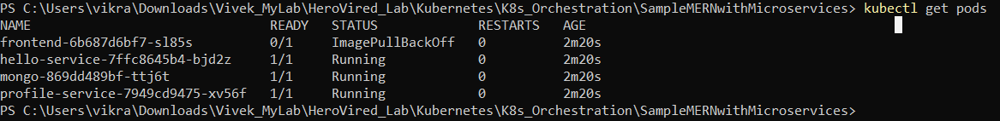 PS C:\Users\vikra\Downloads\Vivek_MyLab\HeroVired_Lab\Kubernetes\K8s_Orchestration\SampleMERNwithMicroservices> kubectl get pods
NAME READY STATUS RESTARTS AGE
frontend-6b687d6bf7-sl85s 0/1 ImagePullBackOff 0 2m20s
hello-service-7ffc8645b4-bjd2z 1/1 Running 0 2m20s
mongo-869dd489bf-ttj6t 1/1 Running 0 2m20s
profile-service-7949cd9475-xv56f 1/1 Running 0 2m20s
PS C:\Users\vikra\Downloads\Vivek_MyLab\HeroVired_Lab\Kubernetes\K8s_Orchestration\SampleMERNwithMicroservices>